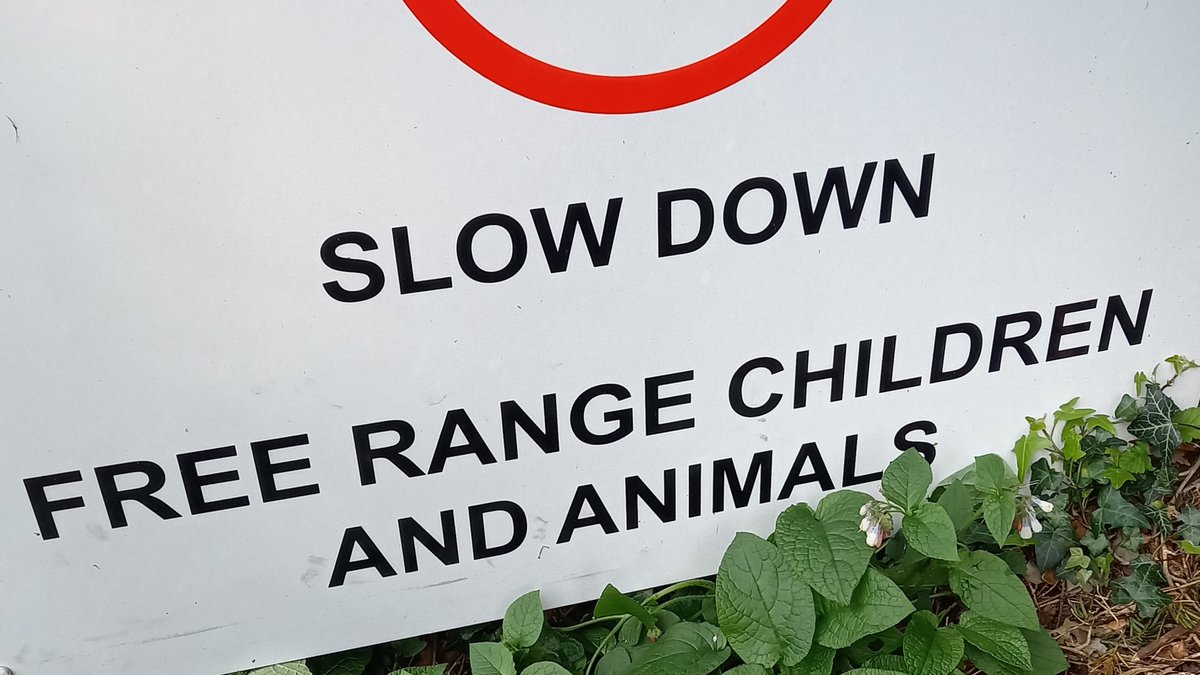 SLOW DOWN
FREE RANGE CHILDREN
AND ANIMALS